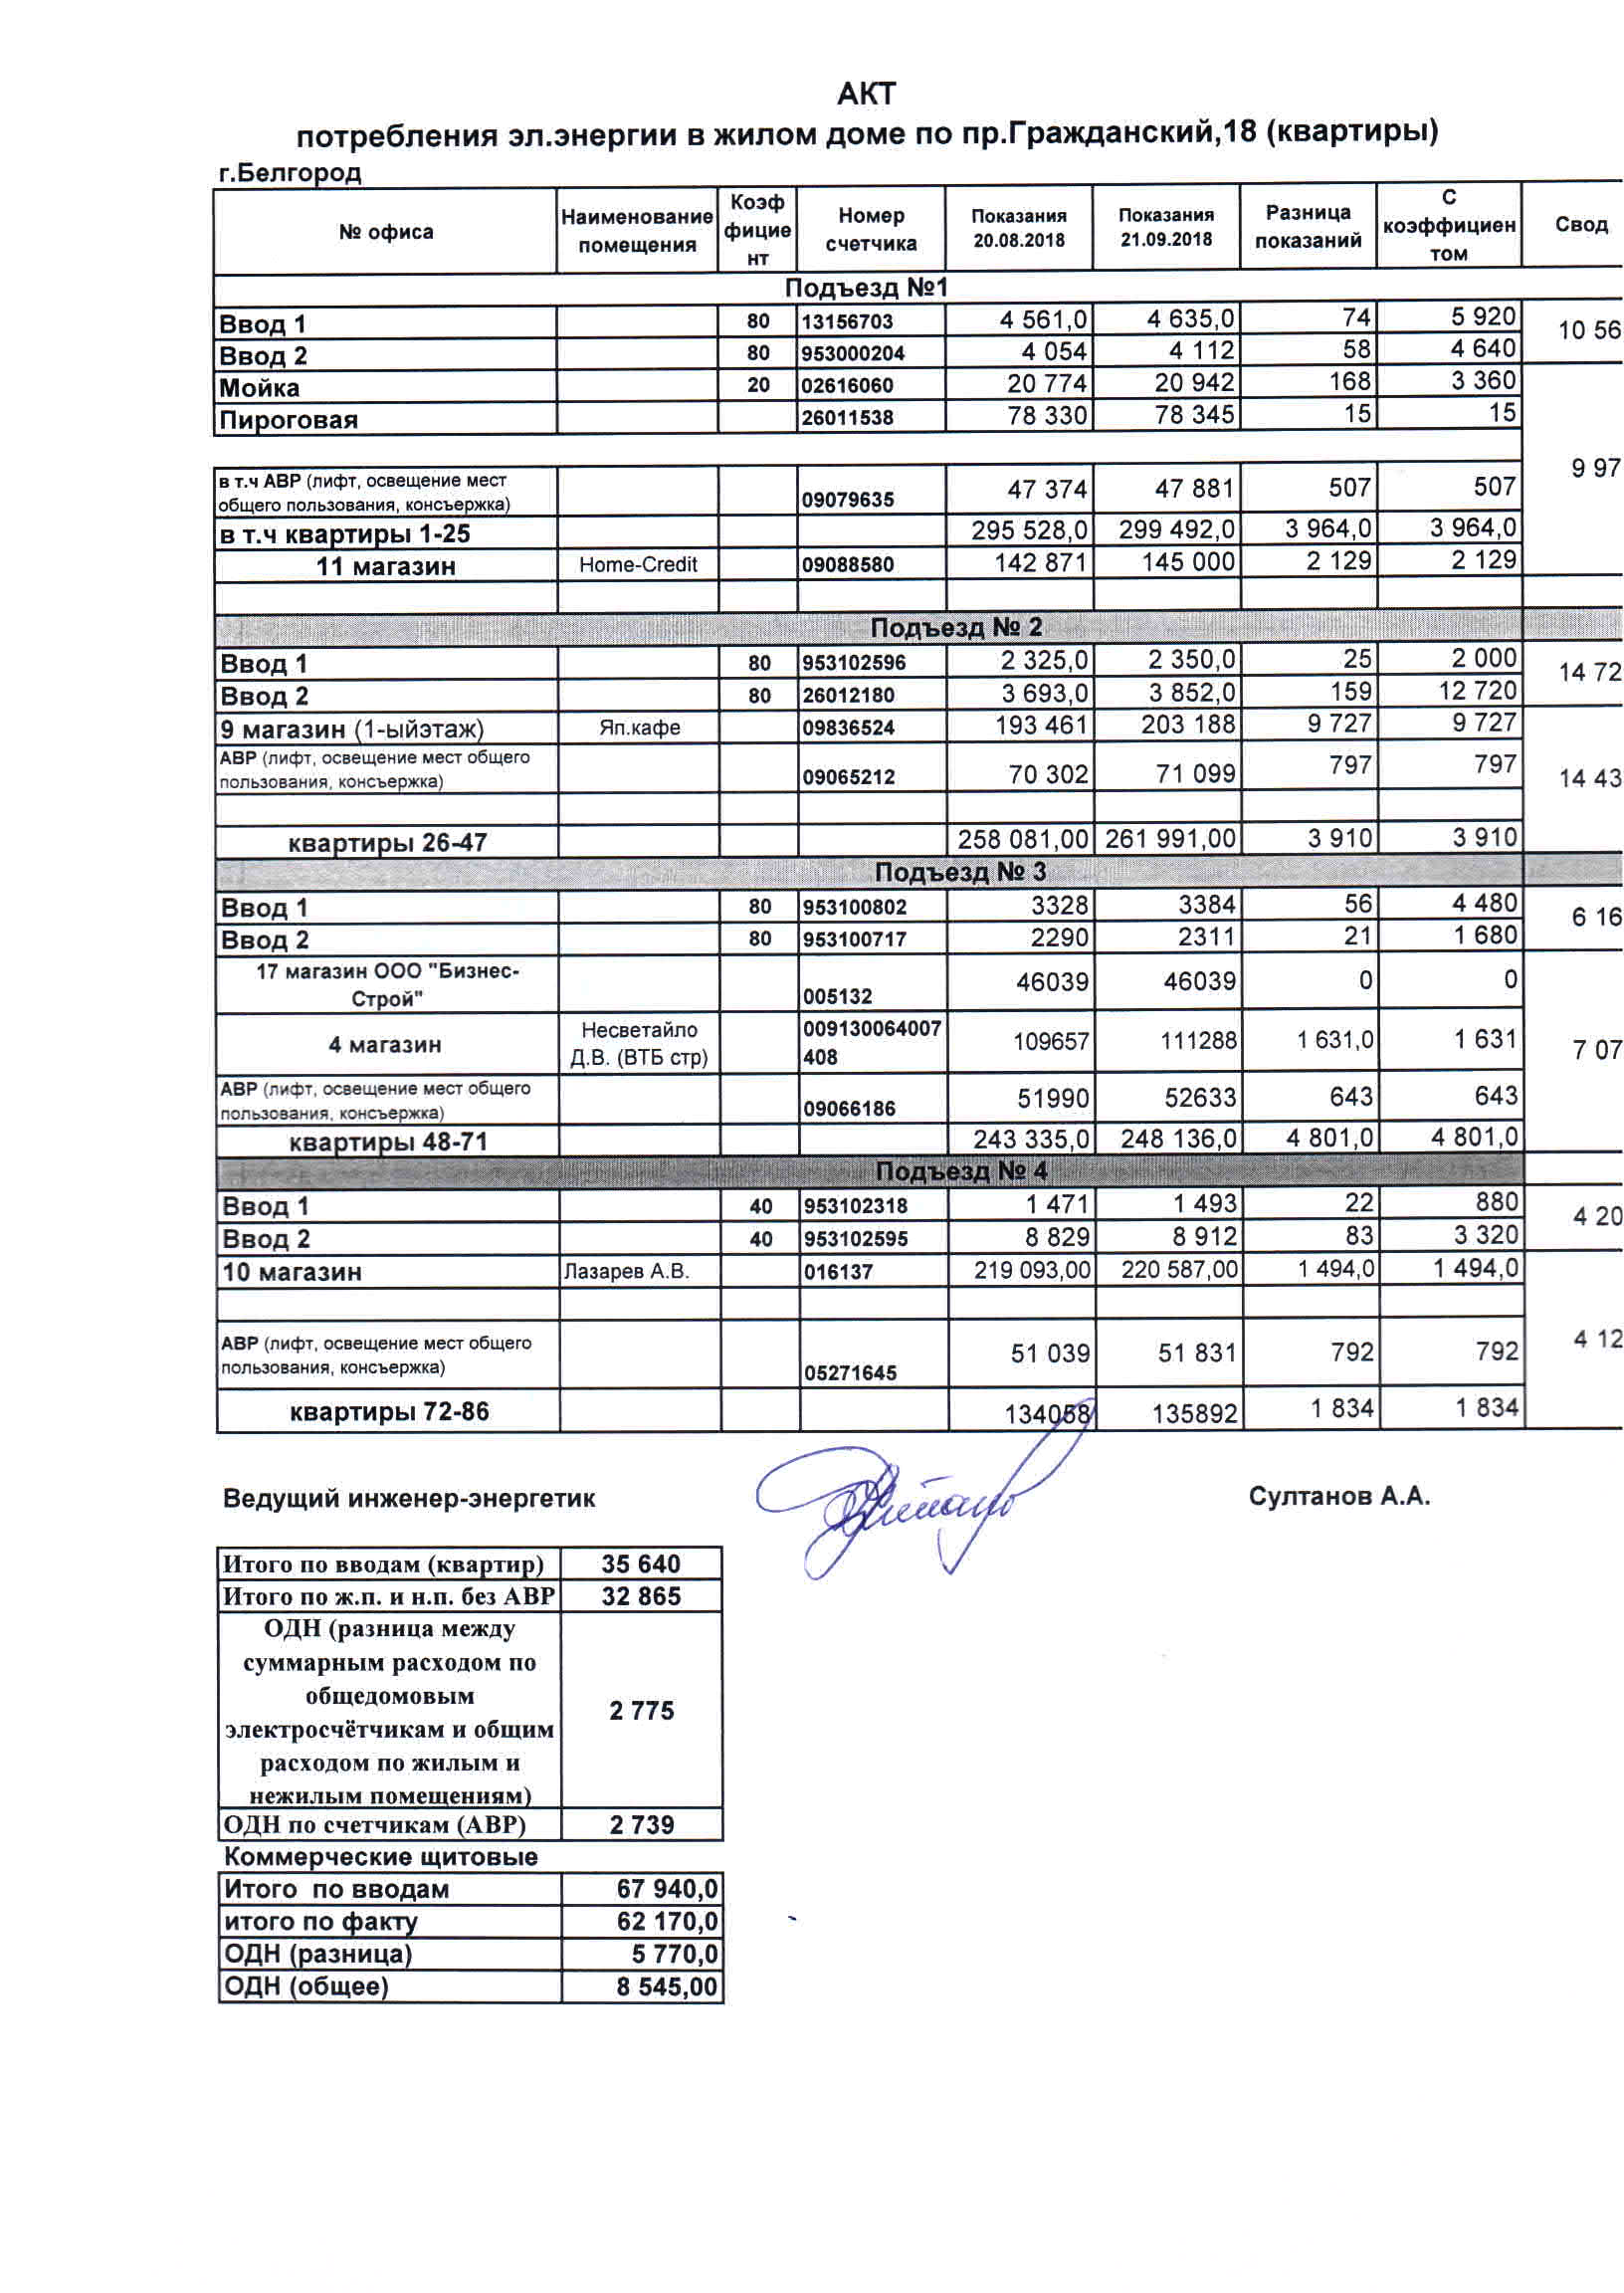 АКТ
потребления эл.энергии в жилом доме по пр.Гражданский,18 (квартиры)
г.Белгород
№ офиса Наименование помещения Коэффициент Номер счетчика Показания 20.08.2018 Показания 21.09.2018 Разница показаний С коэффициентом Свод
Подъезд №1
Ввод 1 80 13156703 4 561,0 4 635,0 74 5 920 10 56
Ввод 2 80 953000204 4 054 4 112 58 4 640
Мойка 20 02616060 20 774 20 942 168 3 360
Пироговая 26011538 78 330 78 345 15 15
9 97
в т.ч АВР (лифт, освещение мест
общего пользования, консъержка) 09079635 47 374 47 881 507 507
в т.ч квартиры 1-25 295 528,0 299 492,0 3 964,0 3 964,0
11 магазин Home-Credit 09088580 142 871 145 000 2 129 2 129
Подъезд № 2
Ввод 1 80 953102596 2 325,0 2 350,0 25 2 000 14 72
Ввод 2 80 26012180 3 693,0 3 852,0 159 12 720
9 магазин (1-ыйэтаж) Яп.кафе 09836524 193 461 203 188 9 727 9 727
АВР (лифт, освещение мест общего
пользования, консъержка) 09065212 70 302 71 099 797 797 14 43
квартиры 26-47 258 081,00 261 991,00 3 910 3 910
Подъезд № 3
Ввод 1 80 953100802 3328 3384 56 4 480 6 16
Ввод 2 80 953100717 2290 2311 21 1 680
17 магазин ООО "Бизнес-
Строй" 005132 46039 46039 0 0
4 магазин Несветайло Д.В. (ВТБ стр) 009130064007408 109657 111288 1 631,0 1 631 7 07
АВР (лифт, освещение мест общего
пользования, консъержка) 09066186 51990 52633 643 643
квартиры 48-71 243 335,0 248 136,0 4 801,0 4 801,0
Подъезд № 4
Ввод 1 40 953102318 1 471 1 493 22 880 4 20
Ввод 2 40 953102595 8 829 8 912 83 3 320
10 магазин Лазарев А.В. 016137 219 093,00 220 587,00 1 494,0 1 494,0
АВР (лифт, освещение мест общего
пользования, консъержка) 05271645 51 039 51 831 792 792 4 12
квартиры 72-86 134058 135892 1 834 1 834
Ведущий инженер-энергетик Султанов А.А.
Итого по вводам (квартир) 35 640
Итого по ж.п. и н.п. без АВР 32 865
ОДН (разница между
суммарным расходом по
общедомовым
электросчётчикам и общим
расходом по жилым и
нежилым помещениям) 2 775
ОДН по счетчикам (АВР) 2 739
Коммерческие щитовые
Итого по вводам 67 940,0
итого по факту 62 170,0
ОДН (разница) 5 770,0
ОДН (общее) 8 545,00